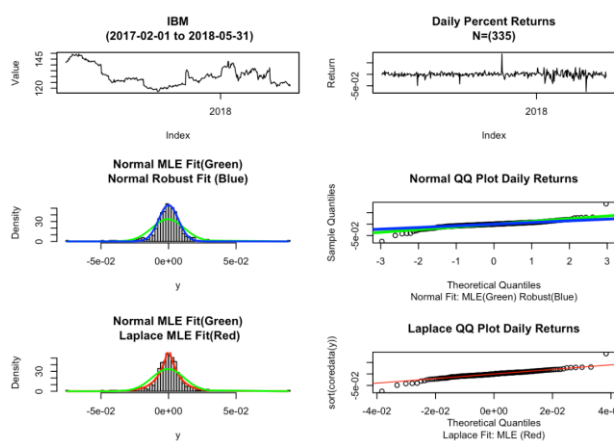 IBM
(2017-02-01 to 2018-05-31)
Value
145
120
2018
Index
Daily Percent Returns
N=(335)
Return
-5e-02
2018
Index
Normal MLE Fit(Green)
Normal Robust Fit (Blue)
Density
30
0
-5e-02 0e+00 5e-02
y
Normal QQ Plot Daily Returns
Sample Quantiles
-5e-02
-3 -2 -1 0 1 2 3
Theoretical Quantiles
Normal Fit: MLE(Green) Robust(Blue)
Normal MLE Fit(Green)
Laplace MLE Fit(Red)
Density
30
0
-5e-02 0e+00 5e-02
y
Laplace QQ Plot Daily Returns
sort(coredata(y))
-5e-02
-4e-02 -2e-02 0e+00 2e-02
Theoretical Quantiles
Laplace Fit: MLE (Red)